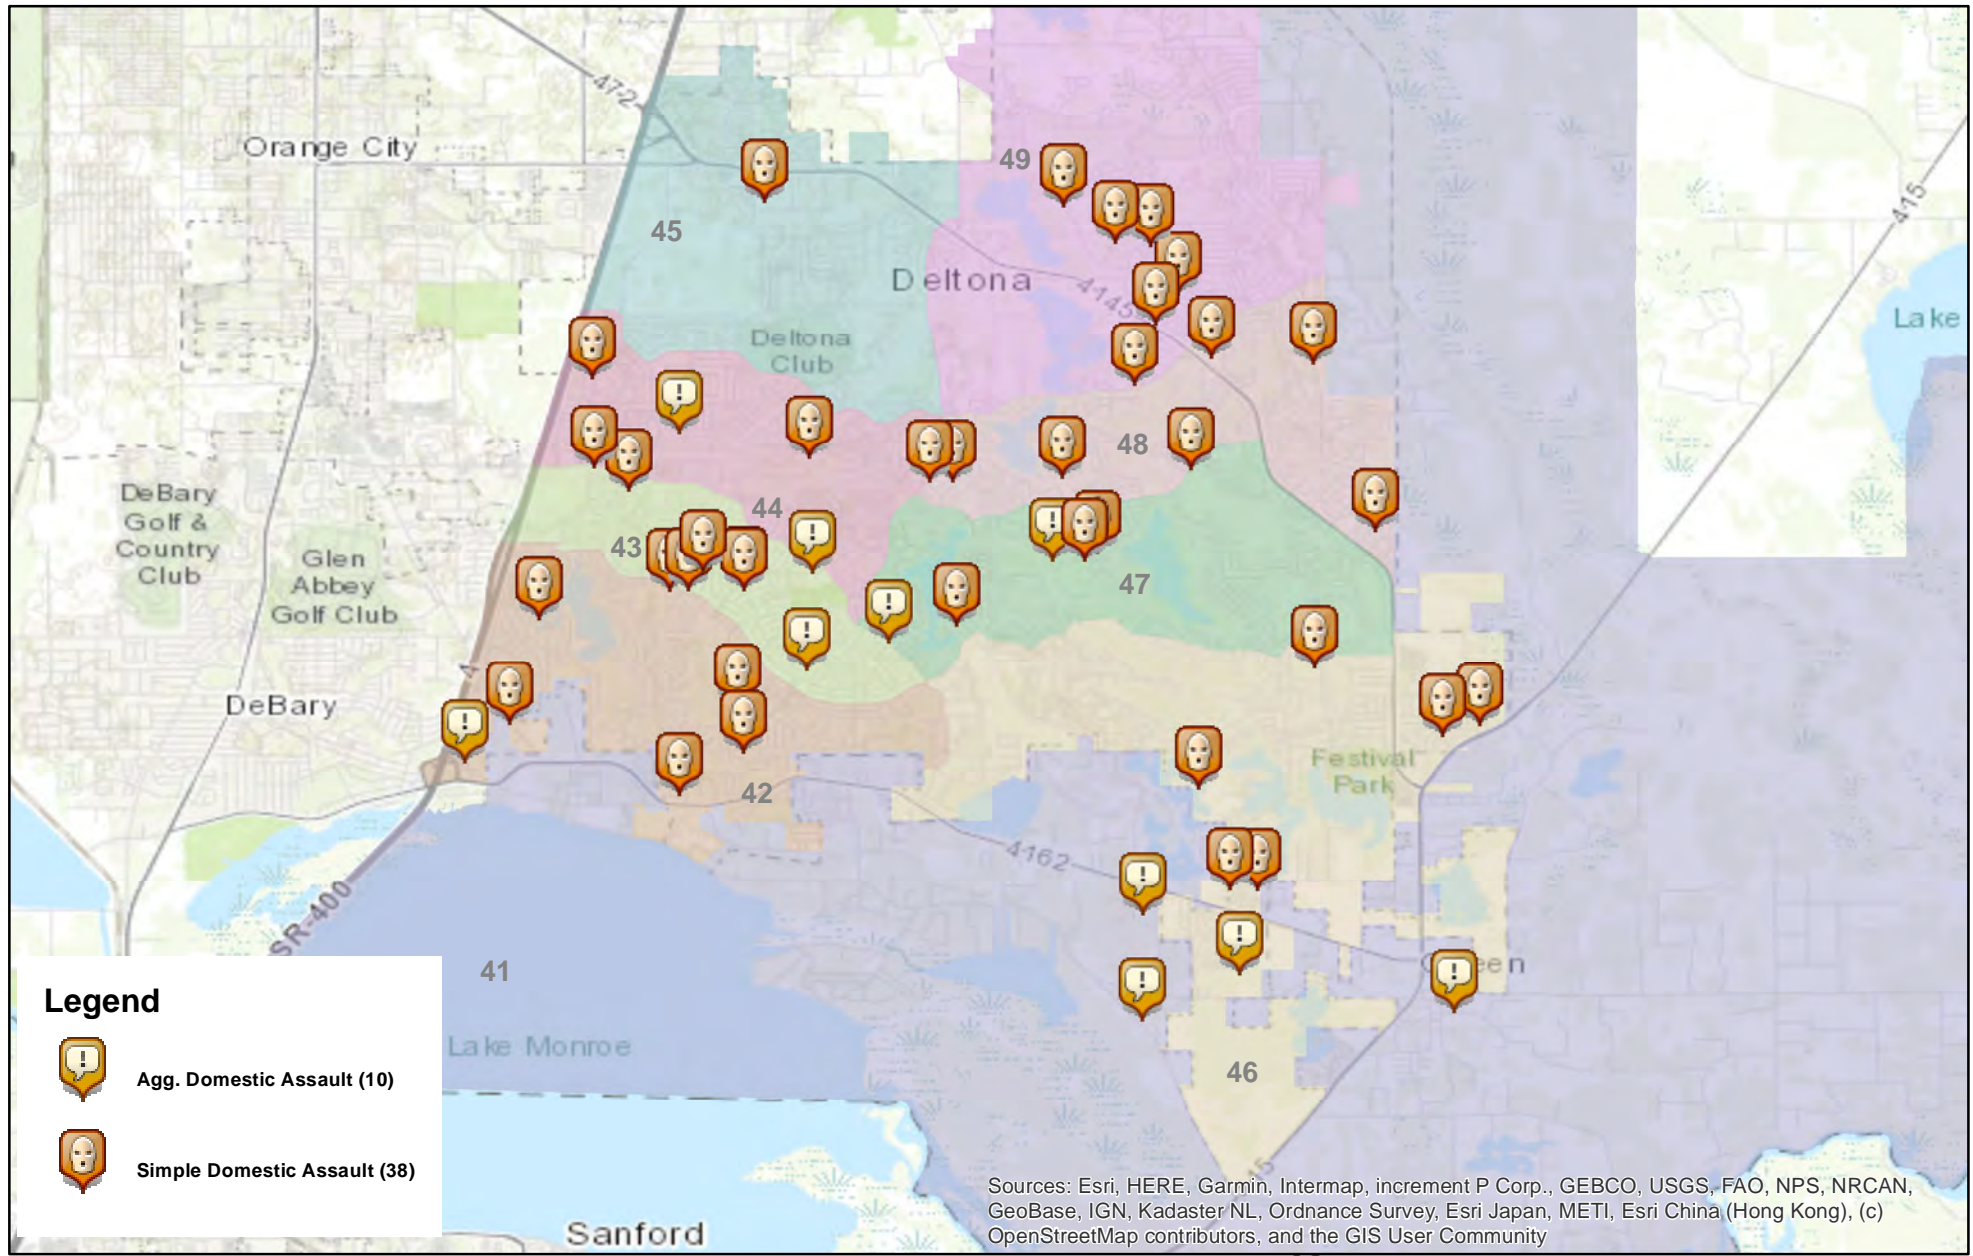 472
Orange City
49
45
Deltona
4145
415
Lake
Deltona
Club
48
DeBary
Golf &
Country
Club
44
43
Glen
Abbey
Golf Club
47
4
DeBary
Festival
Park
42
4162
SR-400
41
Legend
Lake Monroe
46
Agg. Domestic Assault (10)
Simple Domestic Assault (38)
Sanford
Sources: Esri, HERE, Garmin, Intermap, increment P Corp., GEBCO, USGS, FAO, NPS, NRCAN,
GeoBase, IGN, Kadaster NL, Ordnance Survey, Esri Japan, METI, Esri China (Hong Kong), (c)
OpenStreetMap contributors, and the GIS User Community